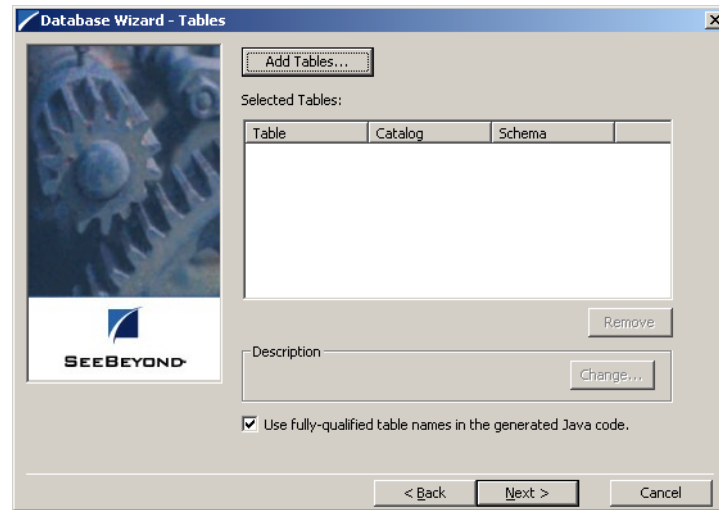 Database Wizard - Tables
Add Tables...
Selected Tables:
Table Catalog Schema
Remove
SEEBEYOND
Description
Change...
Use fully-qualified table names in the generated Java code.
< Back Next > Cancel